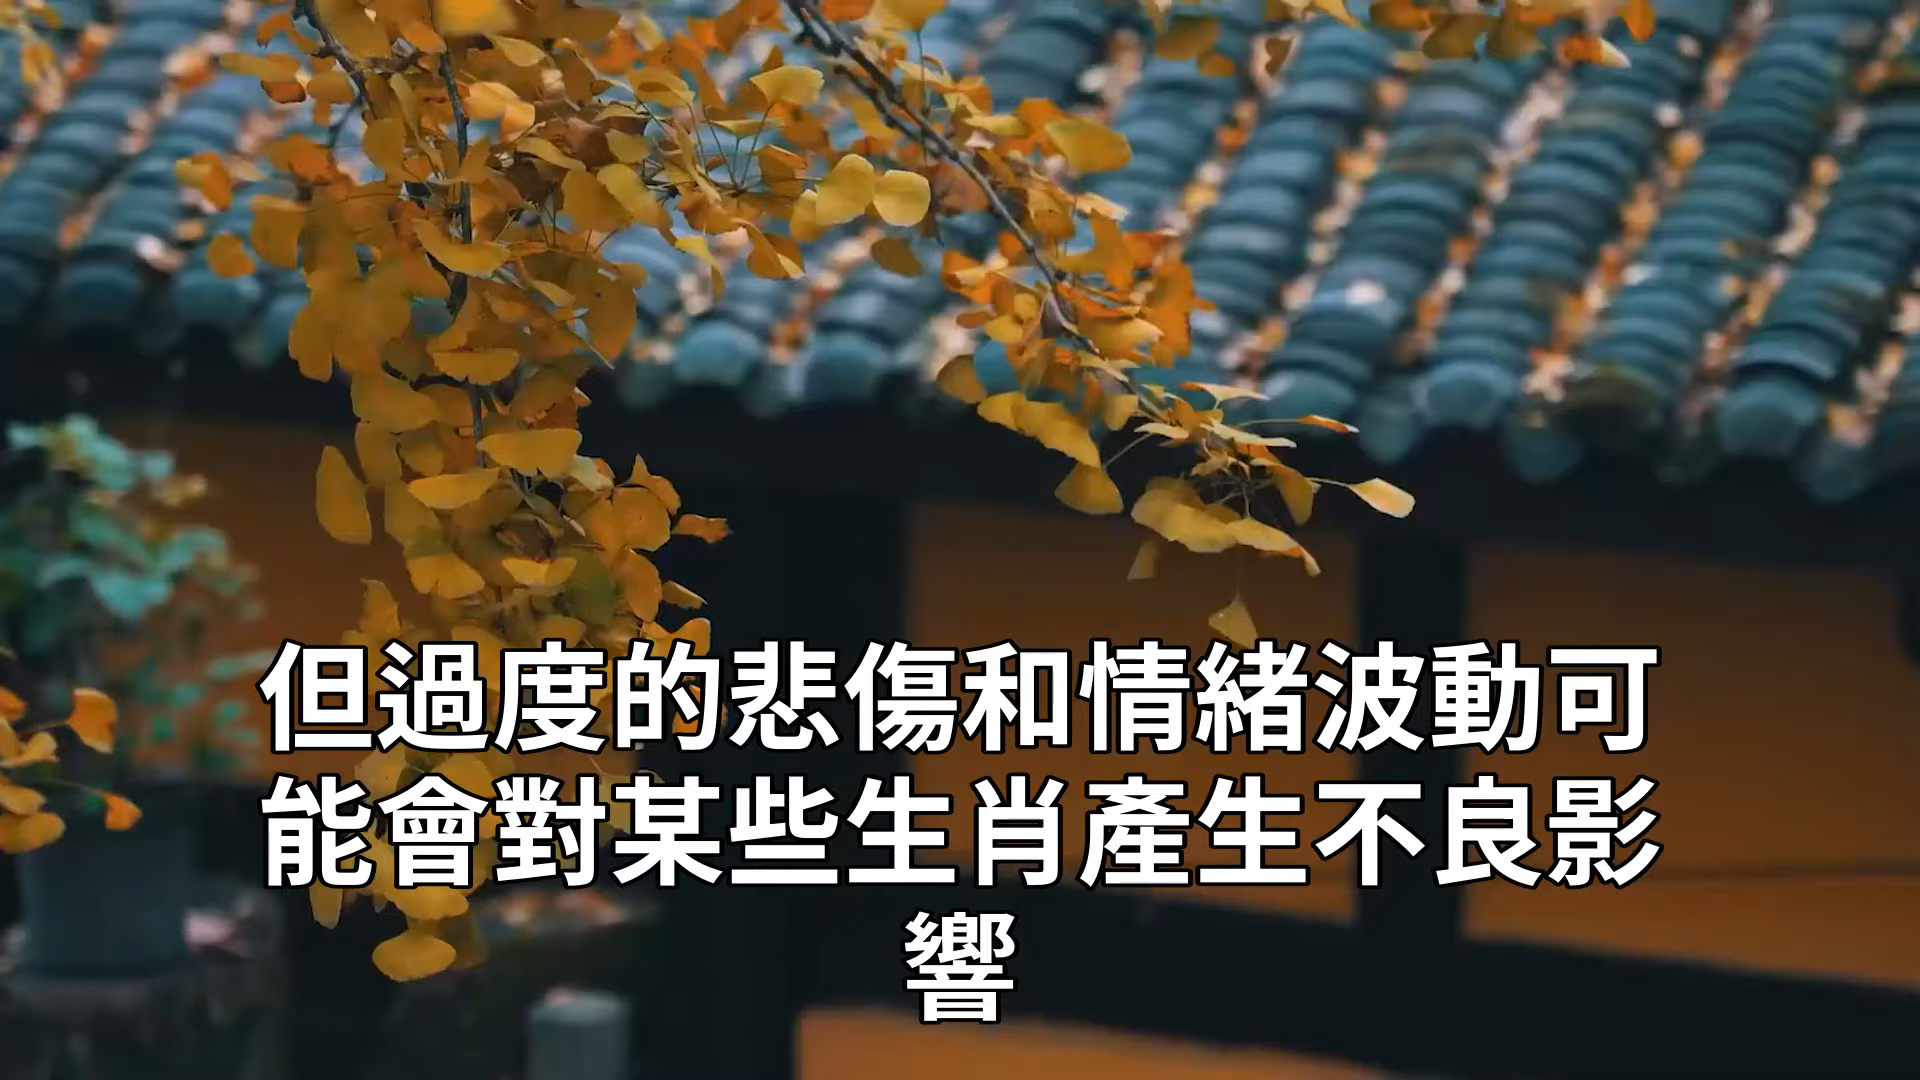 但過度的悲傷和情緒波動可
能會對某些生肖產生不良影
響